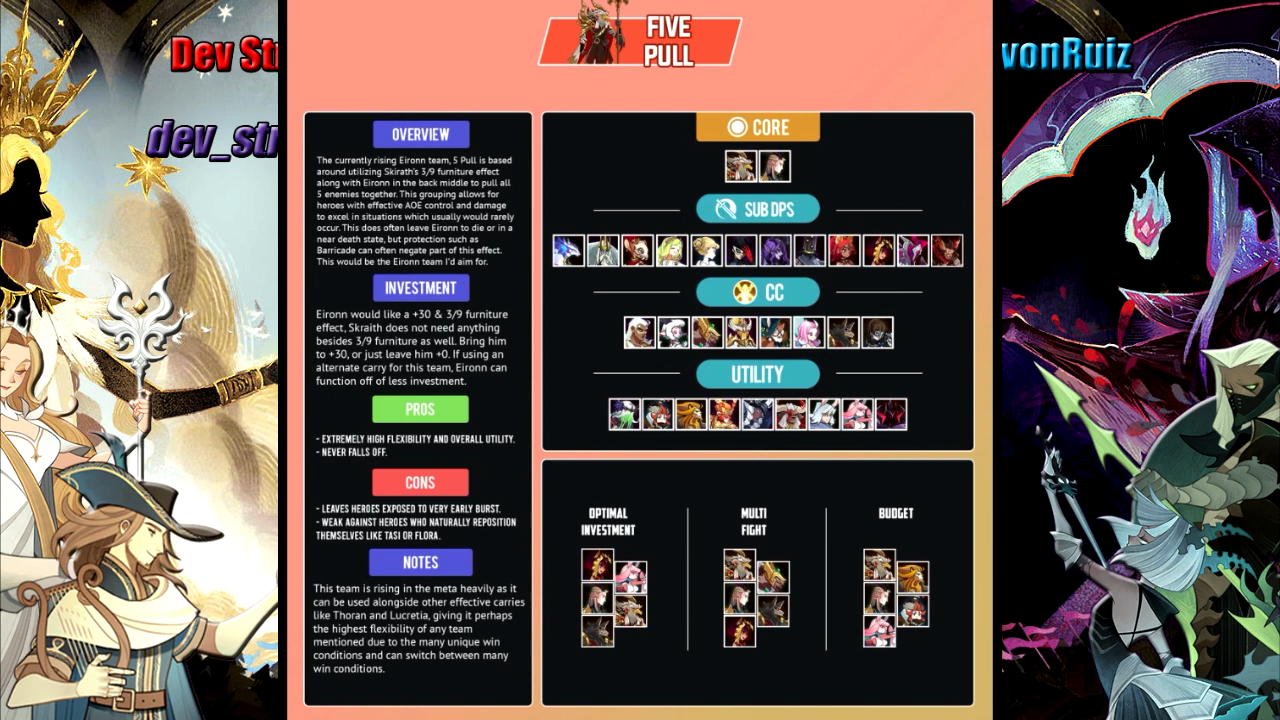 FIVE
PULL
Dev St
dev_str
vonRuiz
OVERVIEW
The currently rising Eironn team, 5 Pull is based
around utilizing Skirath's 3/9 furniture effect
along with Eironn in the back middle to pull all
5 enemies together. This grouping allows for
heroes with effective AOE control and damage
to excel in situations which usually would rarely
occur. This does often leave Eironn to die or in a
near death state, but protection such as
Barricade can often negate part of this effect.
This would be the Eironn team I'd aim for.
INVESTMENT
Eironn would like a +30 & 3/9 furniture
effect, Skraith does not need anything
besides 3/9 furniture as well. Bring him
to +30, or just leave him +0. If using an
alternate carry for this team, Eironn can
function off of less investment.
PROS
- EXTREMELY HIGH FLEXIBILITY AND OVERALL UTILITY.
- NEVER FALLS OFF.
CONS
- LEAVES HEROES EXPOSED TO VERY EARLY BURST.
- WEAK AGAINST HEROES WHO NATURALLY REPOSITION
THEMSELVES LIKE TASI OR FLORA.
NOTES
This team is rising in the meta heavily as it
can be used alongside other effective carries
like Thoran and Lucretia, giving it perhaps
the highest flexibility of any team
mentioned due to the many unique win
conditions and can switch between many
win conditions.
CORE
SUB DPS
CC
UTILITY
OPTIMAL
INVESTMENT
MULTI
FIGHT
BUDGET